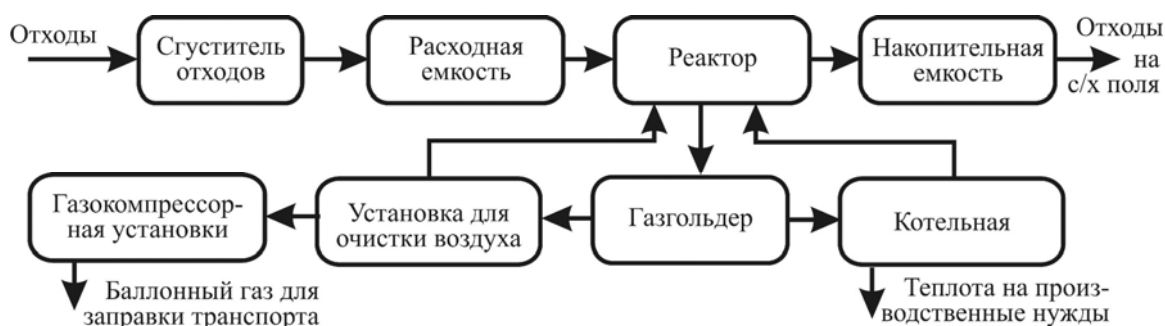 Отходы
Сгуститель
отходов
Расходная
емкость
Реактор
Накопительная
емкость
Отходы
на
с/х поля
Газокомпрессор-
ная установки
Установка для
очистки воздуха
Газгольдер
Котельная
Баллонный газ для
заправки транспорта
Теплота на произ-
водственные нужды